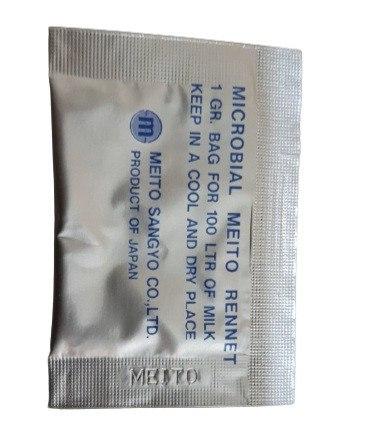 MICROBIAL MEITO RENNET
1 GR. BAG FOR 100 LTR OF MILK
KEEP IN A COOL AND DRY PLACE
m
MEITO SANGYO CO.,LTD.
PRODUCT OF JAPAN
MEITO